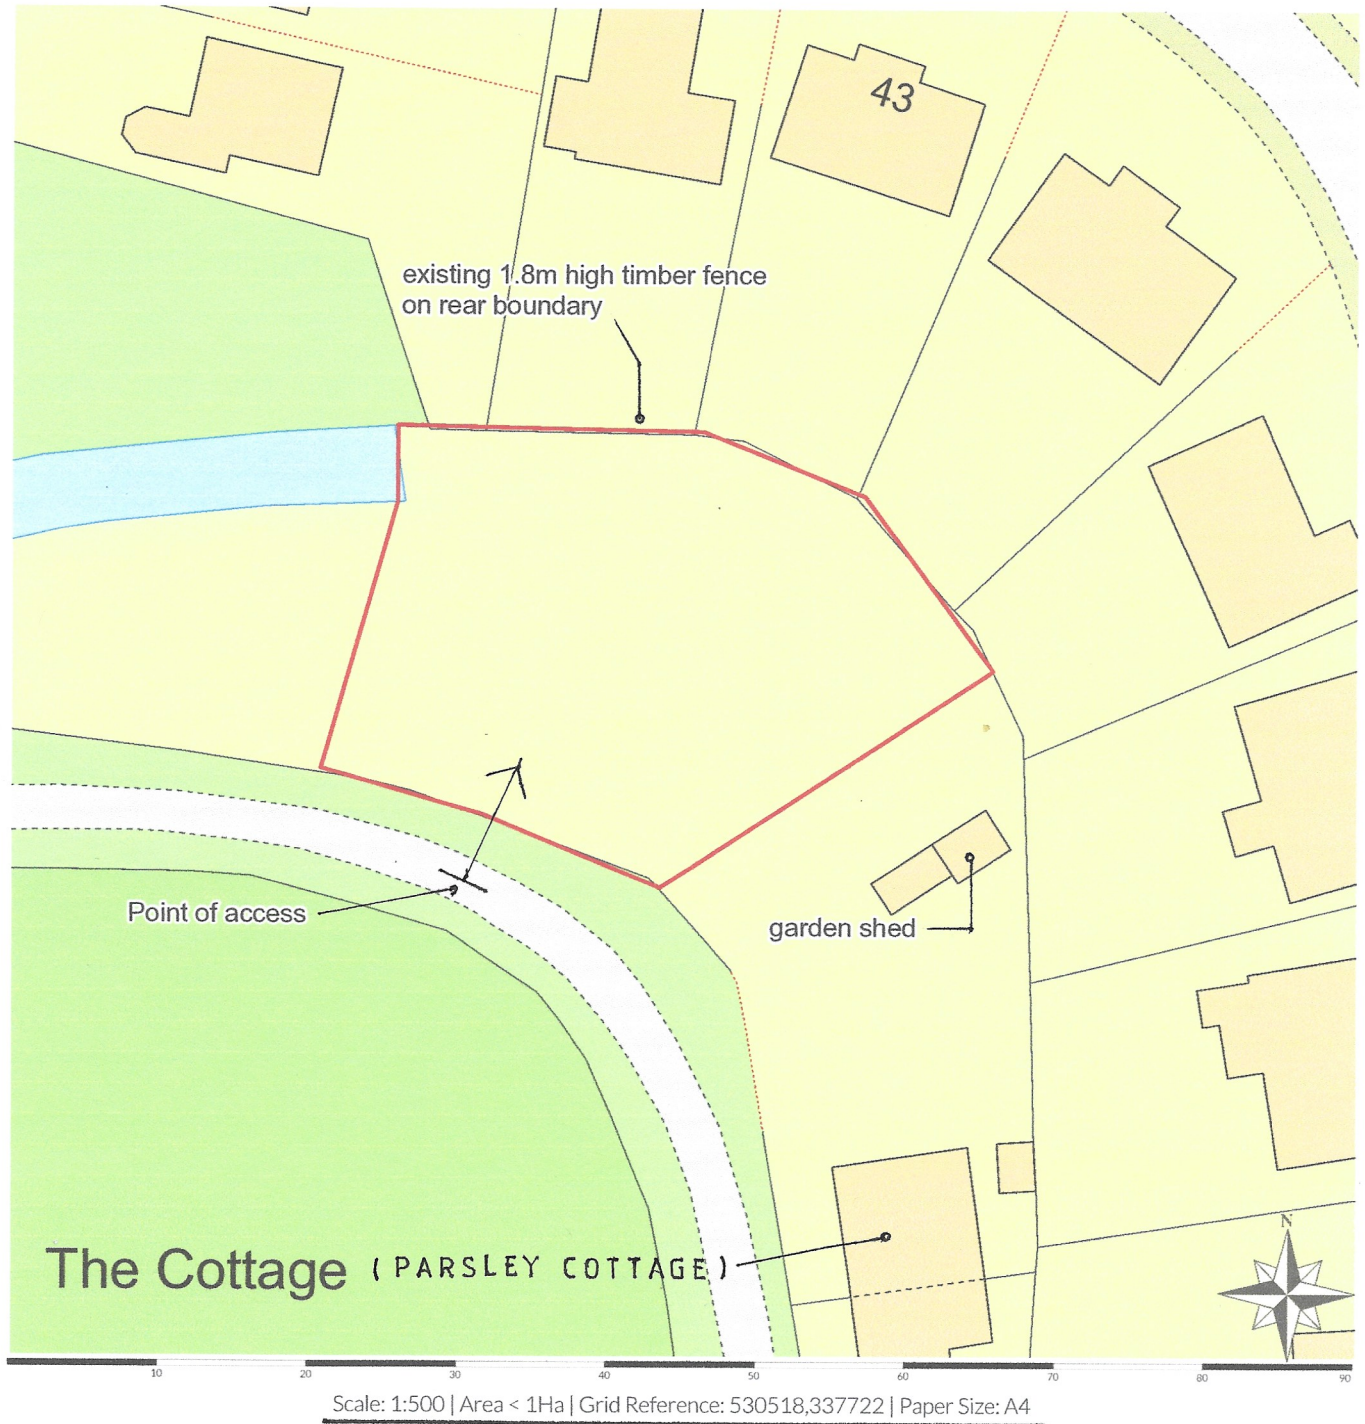 43
existing 1.8m high timber fence
on rear boundary
Point of access
garden shed
The Cottage (PARSLEY COTTAGE)
N
10 20 30 40 50 60 70 80 90
Scale: 1:500 | Area < 1Ha | Grid Reference: 530518,337722 | Paper Size: A4